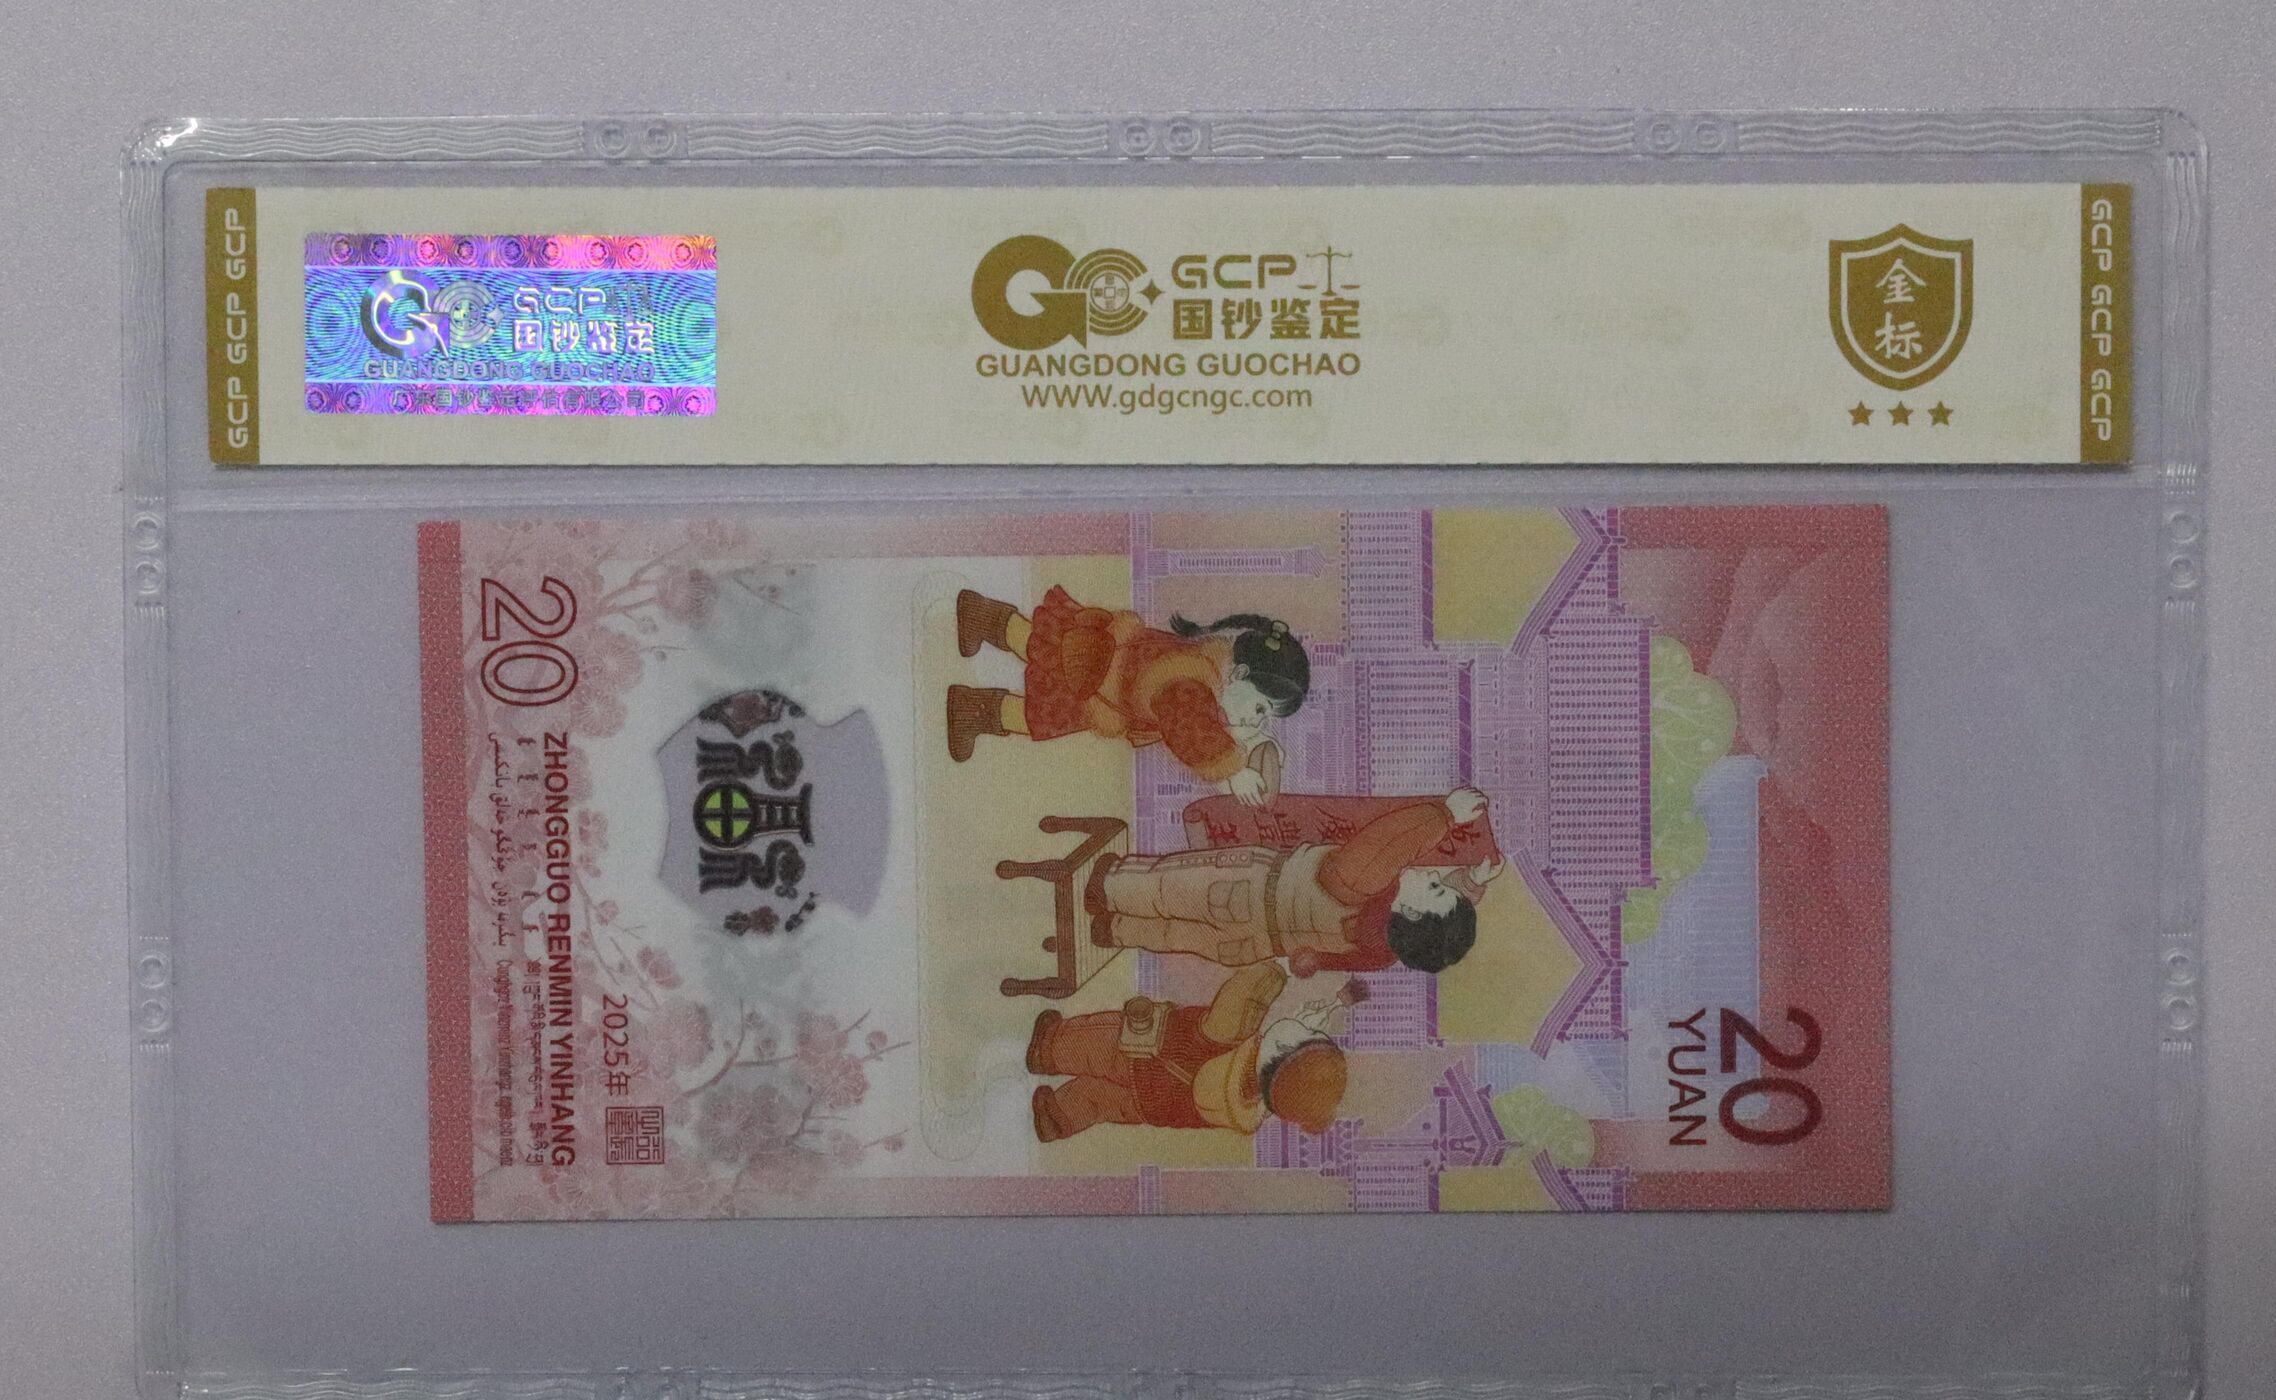 GCP GCP GCP
GCP
国钞鉴定
GUANGDONG GUOCHAO
广东国钞鉴定评估有限公司
GCP
国钞鉴定
GUANGDONG GUOCHAO
www.gdgcngc.com
金标
GCP GCP GCP
20
YUAN
2025年
ZHONGGUO RENMIN YINHANG
20